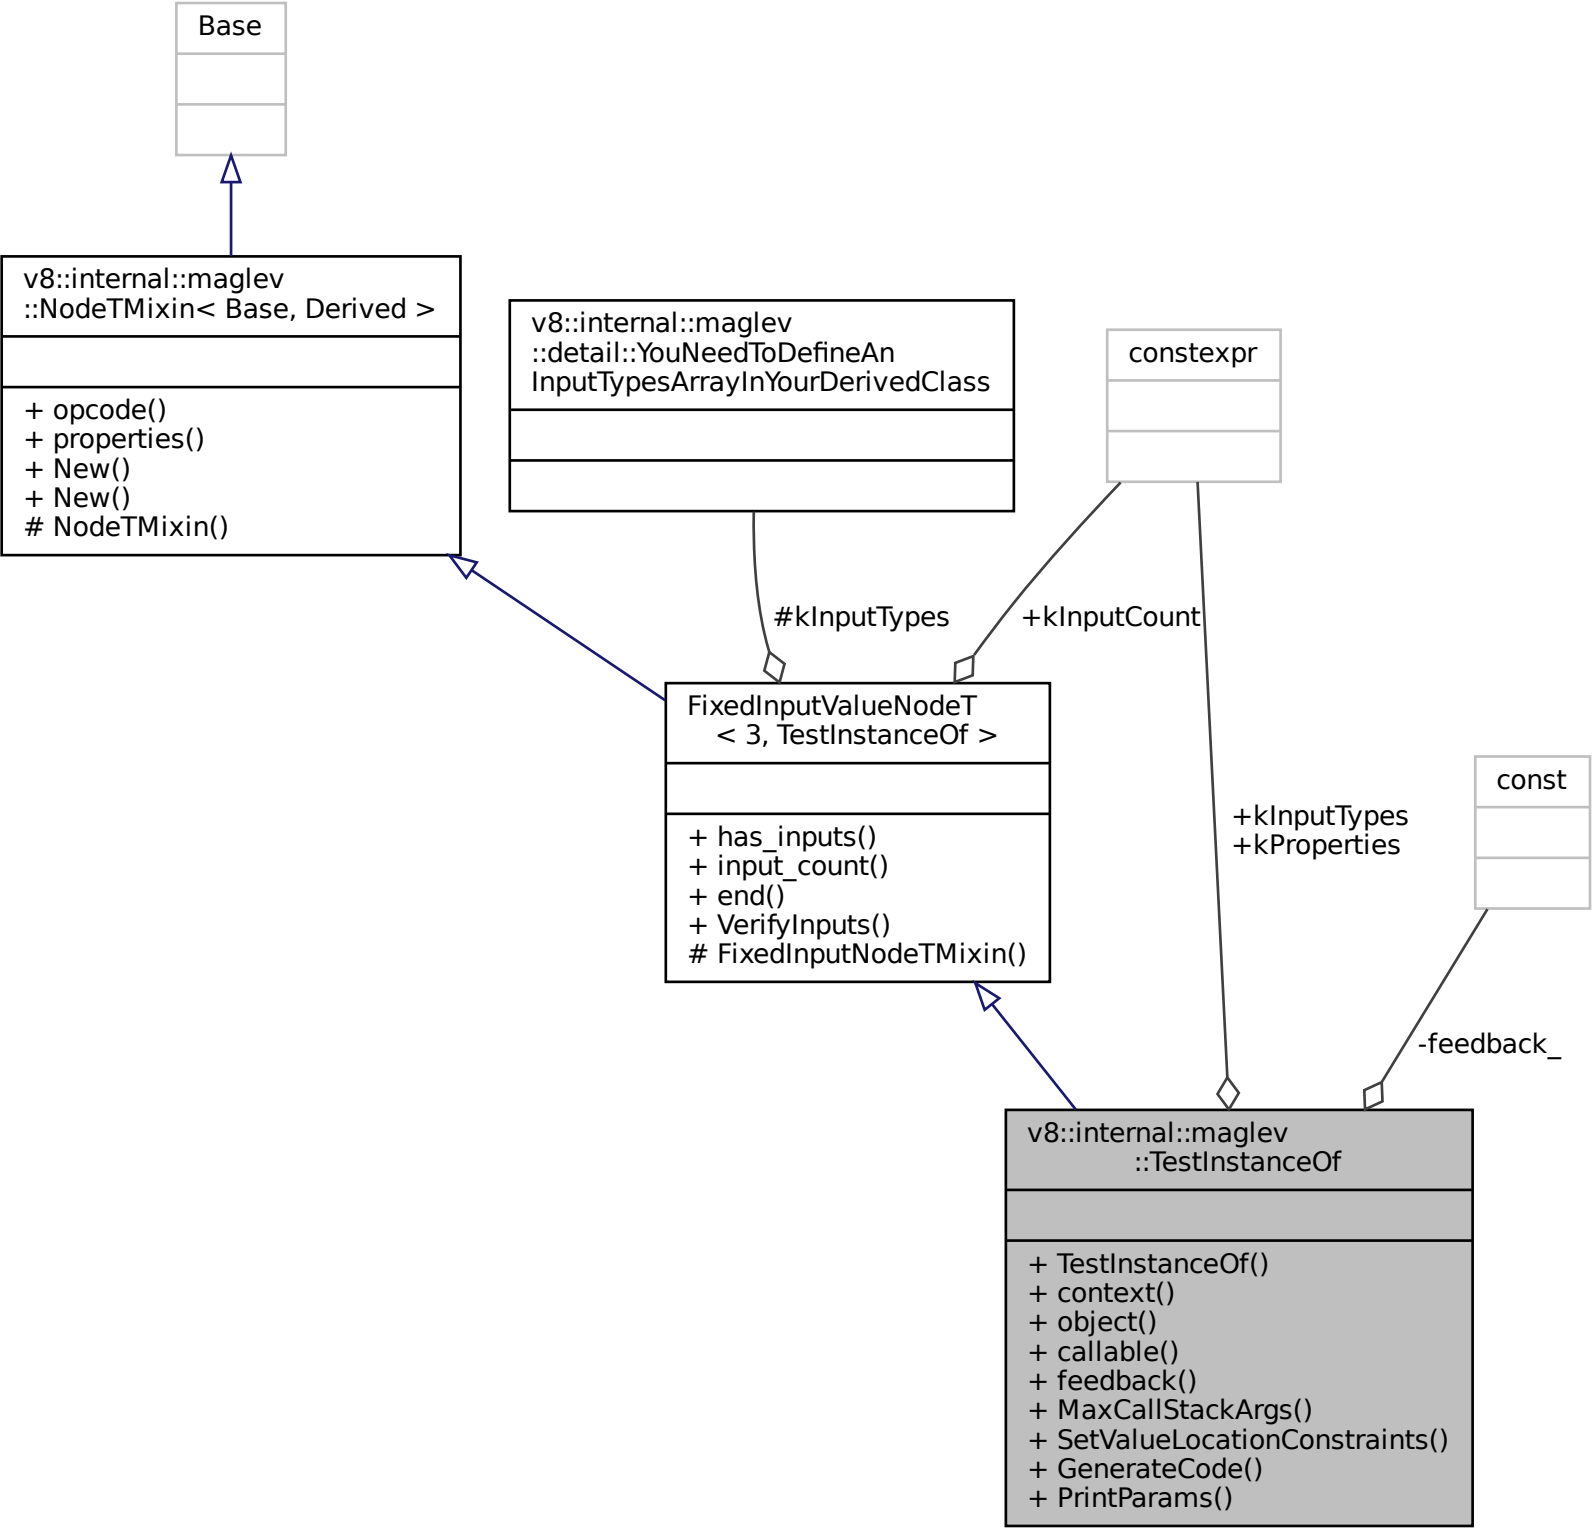 Base
v8::internal::maglev
::NodeTMixin< Base, Derived >
+ opcode()
+ properties()
+ New()
+ New()
# NodeTMixin()
v8::internal::maglev
::detail::YouNeedToDefineAn
InputTypesArrayInYourDerivedClass
constexpr
#kInputTypes
+kInputCount
FixedInputValueNodeT
< 3, TestInstanceOf >
+ has_inputs()
+ input_count()
+ end()
+ VerifyInputs()
# FixedInputNodeTMixin()
+kInputTypes
+kProperties
const
-feedback_
v8::internal::maglev
::TestInstanceOf
+ TestInstanceOf()
+ context()
+ object()
+ callable()
+ feedback()
+ MaxCallStackArgs()
+ SetValueLocationConstraints()
+ GenerateCode()
+ PrintParams()